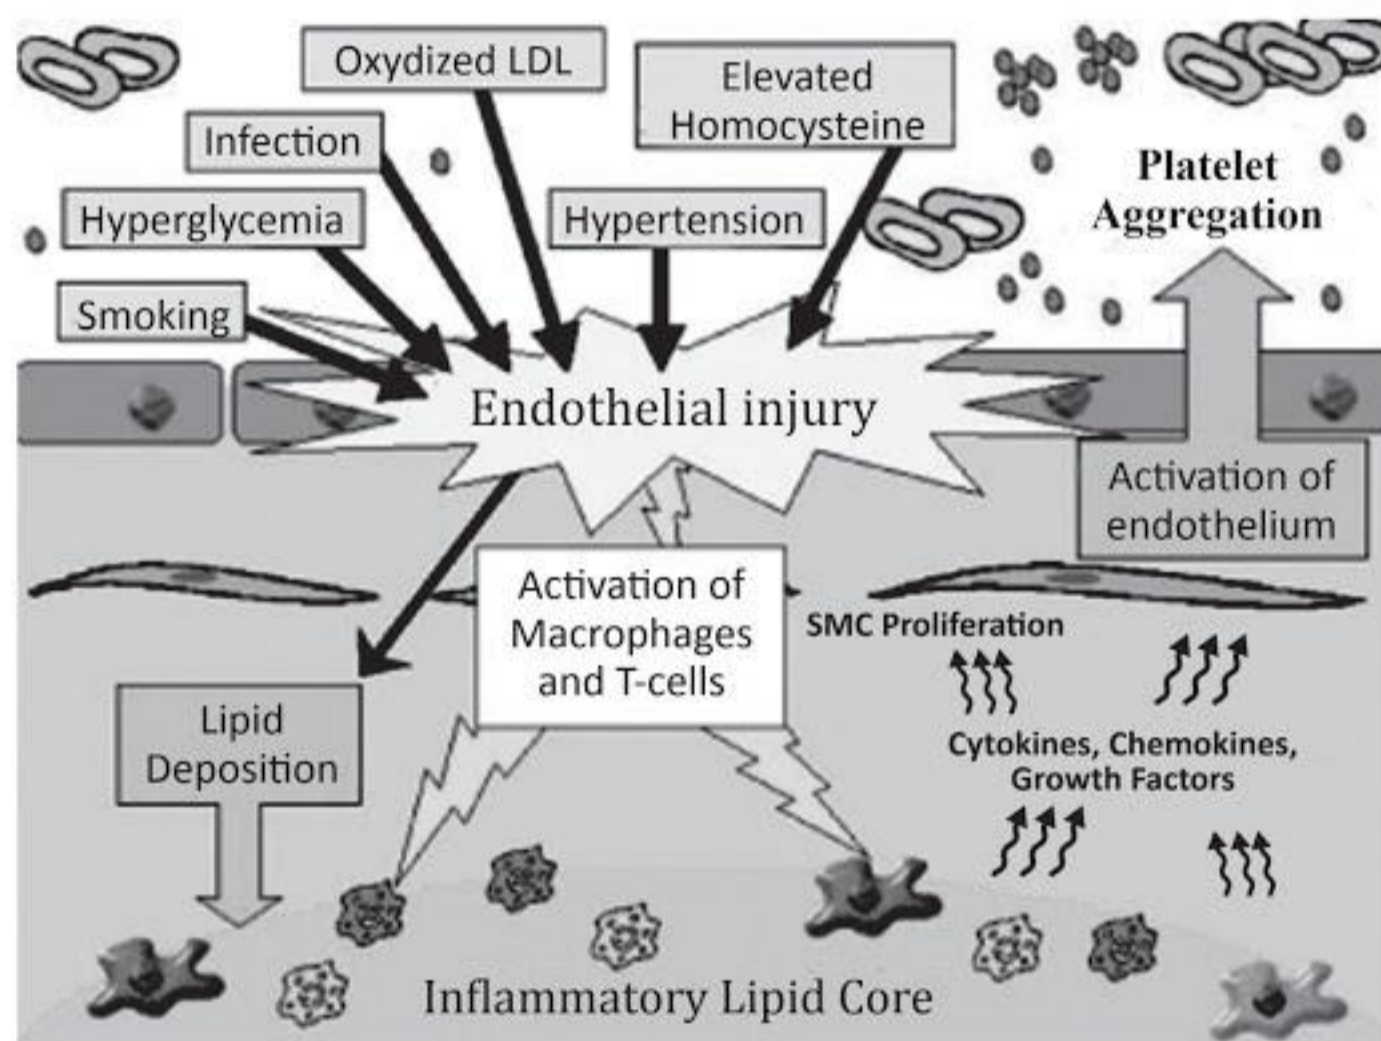 Oxydized LDL
Elevated
Homocysteine
Infection
Hyperglycemia
Hypertension
Smoking
Platelet
Aggregation
Endothelial injury
Activation of
endothelium
Activation of
Macrophages
and T-cells
SMC Proliferation
Lipid
Deposition
Cytokines, Chemokines,
Growth Factors
Inflammatory Lipid Core